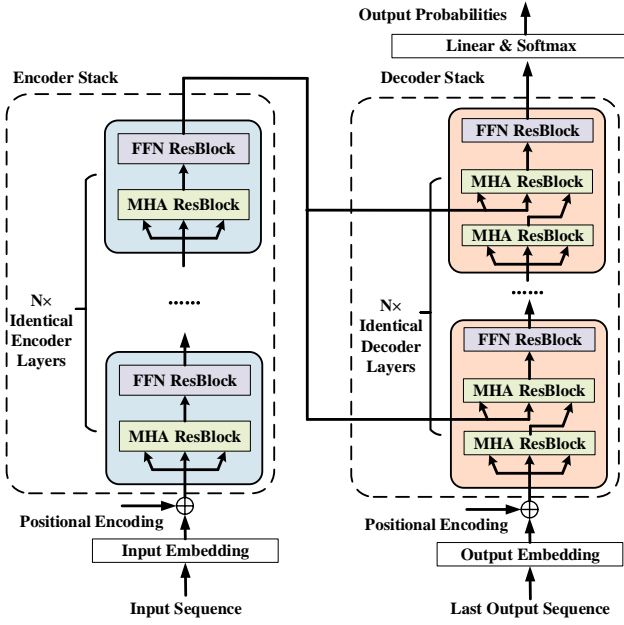 Output Probabilities
Linear & Softmax
Encoder Stack
Decoder Stack
FFN ResBlock
MHA ResBlock
......
N×
Identical
Encoder
Layers
FFN ResBlock
MHA ResBlock
Positional Encoding
Input Embedding
Input Sequence
FFN ResBlock
MHA ResBlock
MHA ResBlock
......
N×
Identical
Decoder
Layers
FFN ResBlock
MHA ResBlock
MHA ResBlock
Positional Encoding
Output Embedding
Last Output Sequence